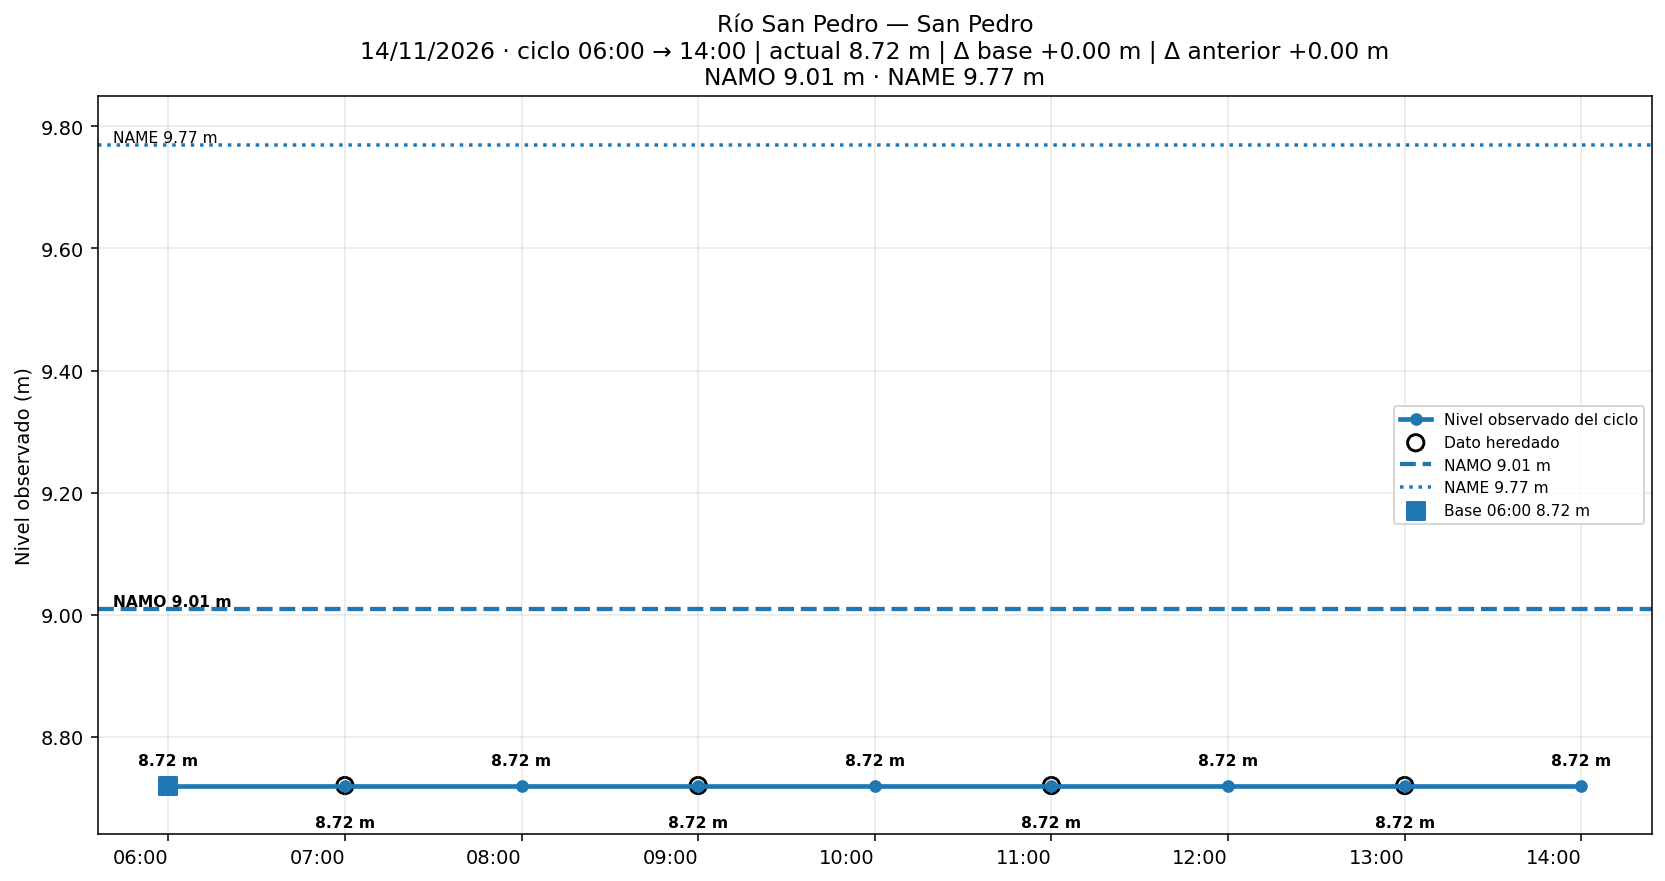 Río San Pedro — San Pedro
14/11/2026 · ciclo 06:00 → 14:00 | actual 8.72 m | Δ base +0.00 m | Δ anterior +0.00 m
NAMO 9.01 m · NAME 9.77 m
Nivel observado (m)
9.80
9.60
9.40
9.20
9.00
8.80
NAME 9.77 m
NAMO 9.01 m
Nivel observado del ciclo
Dato heredado
NAMO 9.01 m
NAME 9.77 m
Base 06:00 8.72 m
8.72 m 8.72 m 8.72 m 8.72 m 8.72 m
8.72 m 8.72 m 8.72 m 8.72 m
06:00 07:00 08:00 09:00 10:00 11:00 12:00 13:00 14:00